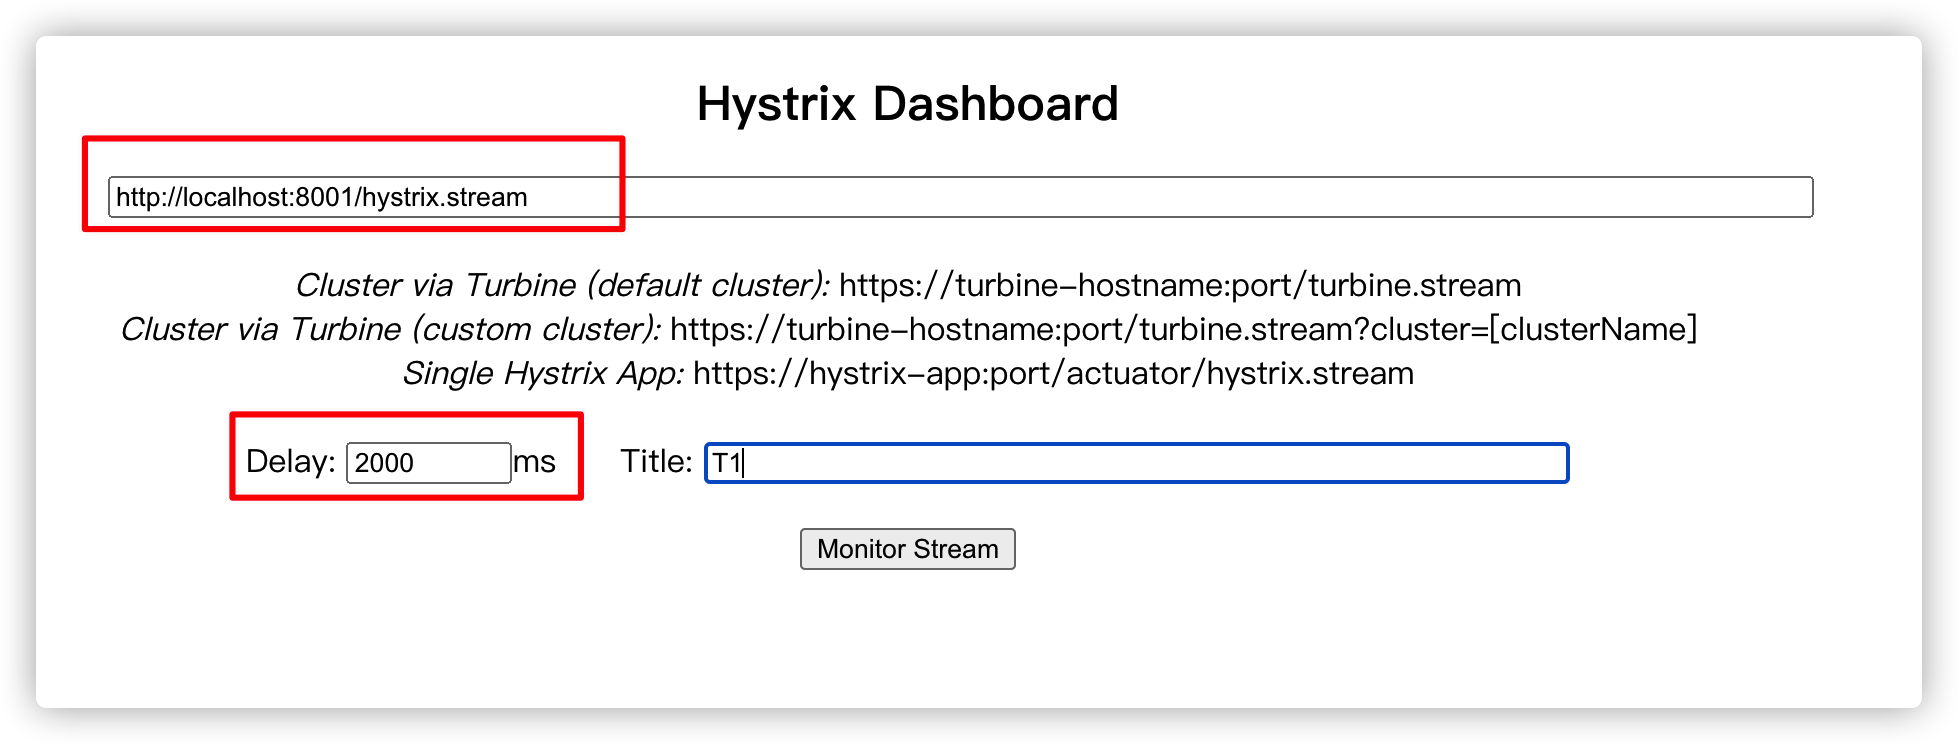 Hystrix Dashboard
http://localhost:8001/hystrix.stream
Cluster via Turbine (default cluster): https://turbine-hostname:port/turbine.stream
Cluster via Turbine (custom cluster): https://turbine-hostname:port/turbine.stream?cluster=[clusterName]
Single Hystrix App: https://hystrix-app:port/actuator/hystrix.stream
Delay: 2000 ms Title: T1
Monitor Stream